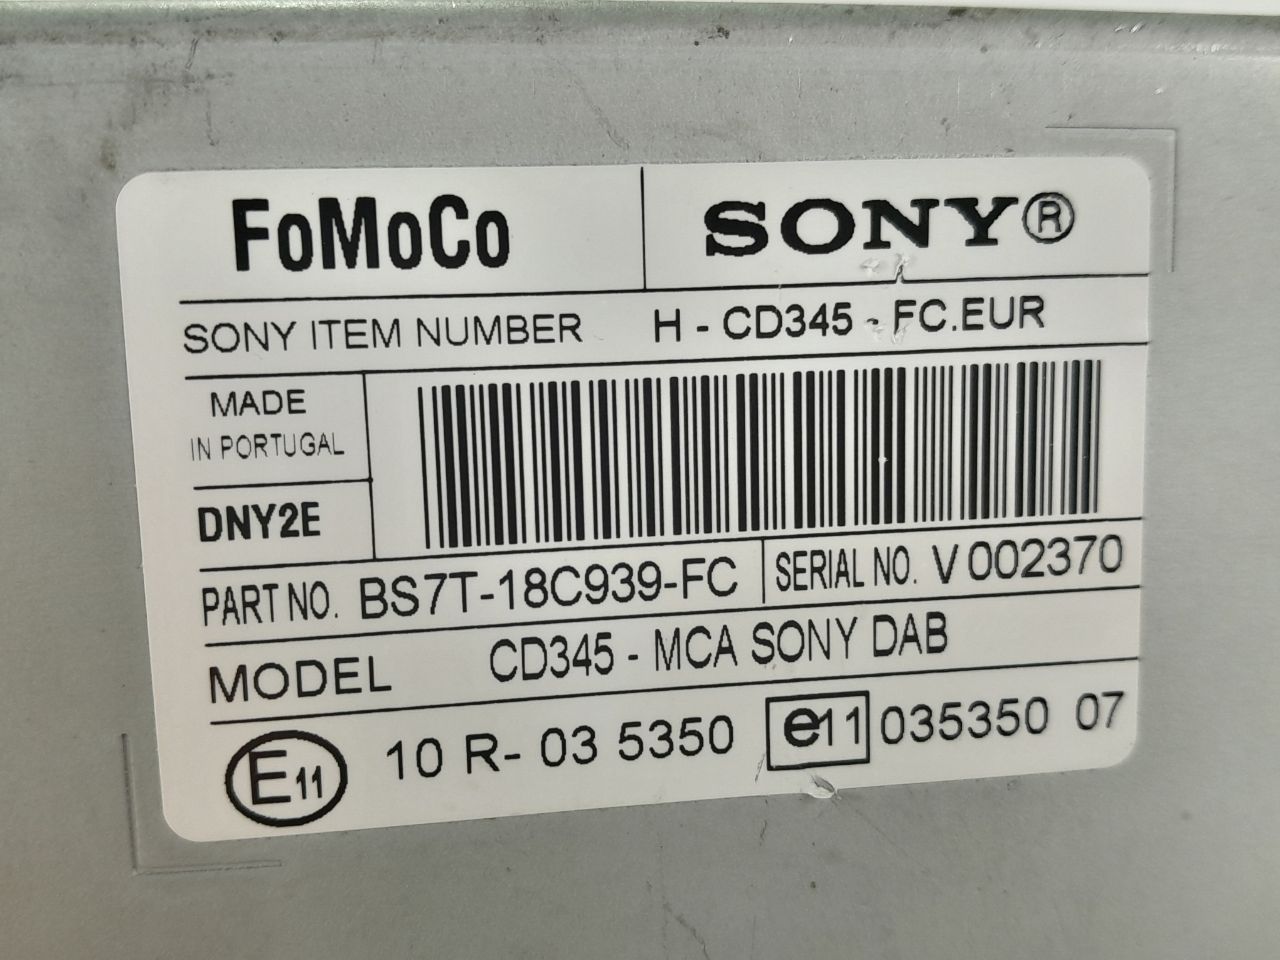 FoMoCo SONY®
SONY ITEM NUMBER H - CD345 - FC.EUR
MADE
IN PORTUGAL
DNY2E
PART NO. BS7T-18C939-FC SERIAL NO. V 002370
MODEL CD345 - MCA SONY DAB
E11 10 R- 03 5350 e11 035350 07